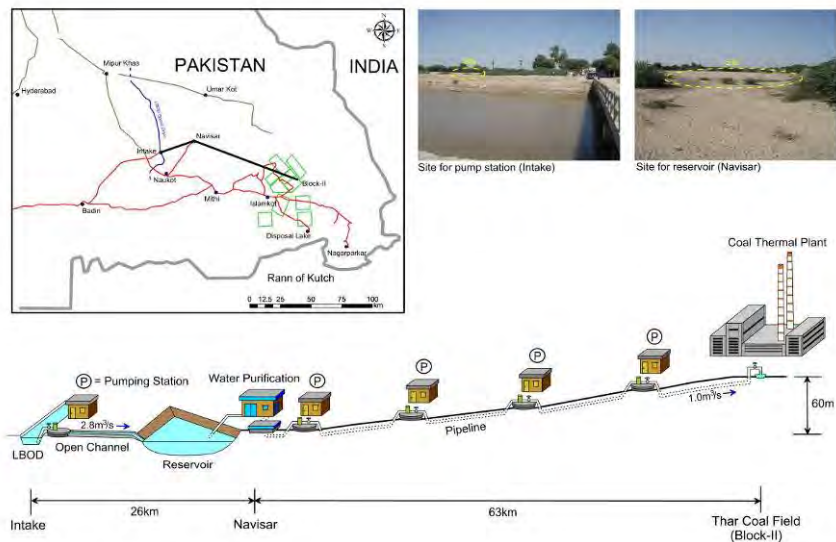 PAKISTAN
INDIA
Mipur Khas
Hyderabad
Umar Kot
Navisar
Intake
Naukot
Block-II
Mithi
Islamkot
Badin
Disposal Lake
Nagarparkar
Rann of Kutch
0 12.5 25 50 75 100
km
Site for pump station (Intake)
Site for reservoir (Navisar)
Coal Thermal Plant
P = Pumping Station
Water Purification
P
P
P
P
2.8m³/s
1.0m³/s
60m
LBOD
Open Channel
Reservoir
Pipeline
26km
63km
Intake
Navisar
Thar Coal Field
(Block-II)